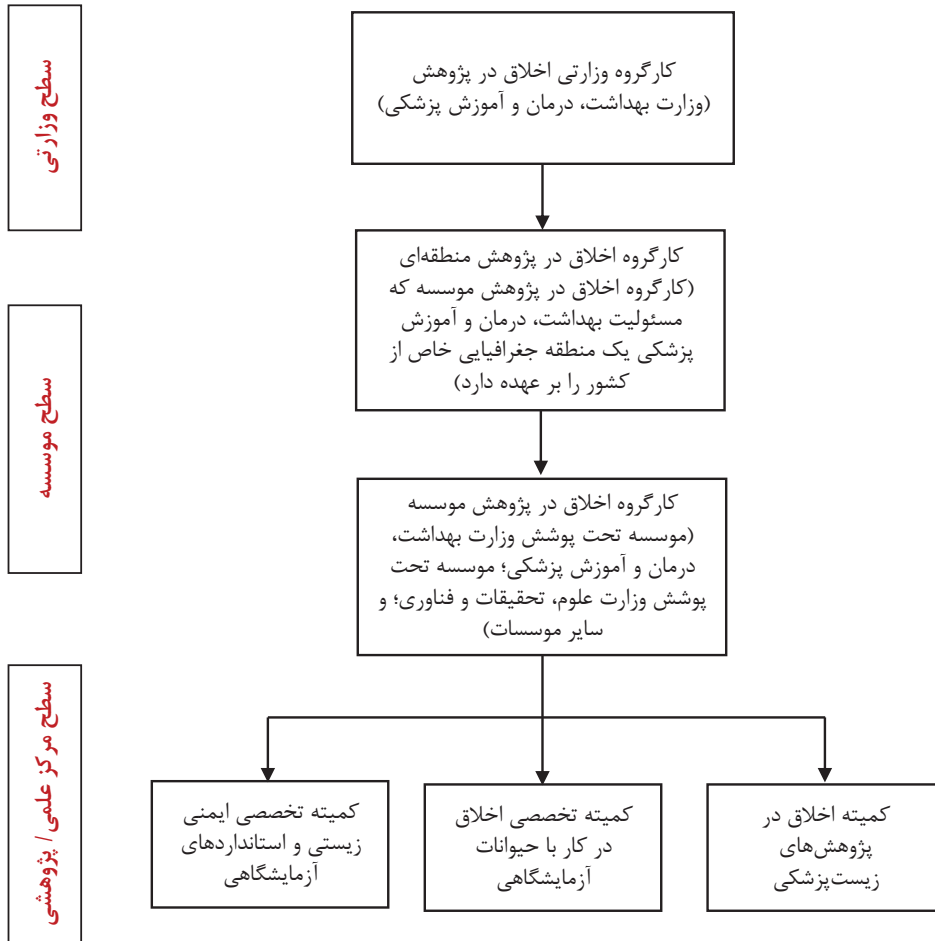 سطح وزارتی
کارگروه وزارتی اخلاق در پژوهش
(وزارت بهداشت، درمان و آموزش پزشکی)
سطح موسسه
کارگروه اخلاق در پژوهش منطقه‌ای
(کارگروه اخلاق در پژوهش موسسه که
مسئولیت بهداشت، درمان و آموزش
پزشکی یک منطقه جغرافیایی خاص از
کشور را بر عهده دارد)
کارگروه اخلاق در پژوهش موسسه
(موسسه تحت پوشش وزارت بهداشت،
درمان و آموزش پزشکی؛ موسسه تحت
پوشش وزارت علوم، تحقیقات و فناوری؛ و
سایر موسسات)
سطح مرکز علمی / پژوهشی
کمیته اخلاق در
پژوهش‌های
زیست‌پزشکی
کمیته تخصصی اخلاق
در کار با حیوانات
آزمایشگاهی
کمیته تخصصی ایمنی
زیستی و استانداردهای
آزمایشگاهی